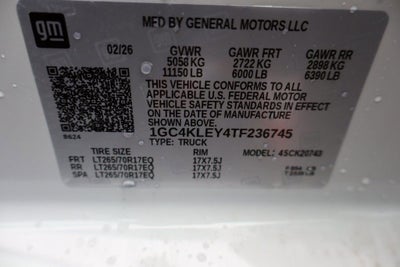 gm
MFD BY GENERAL MOTORS LLC
02/26
GVWR GAWR FRT GAWR RR
5058 KG 2722 KG 2898 KG
11150 LB 6000 LB 6390 LB
THIS VEHICLE CONFORMS TO ALL APPLICABLE
U.S. FEDERAL MOTOR
VEHICLE SAFETY STANDARDS IN EFFECT ON
THE DATE OF MANUFACTURE SHOWN ABOVE.
1GC4KLEY4TF236745
TYPE: TRUCK
TIRE SIZE RIM MODEL: 4SCK20743
FRT LT265/70R17EQ 17X7.5J
RR LT265/70R17EQ 17X7.5J
SPA LT265/70R17EQ 17X7.5J